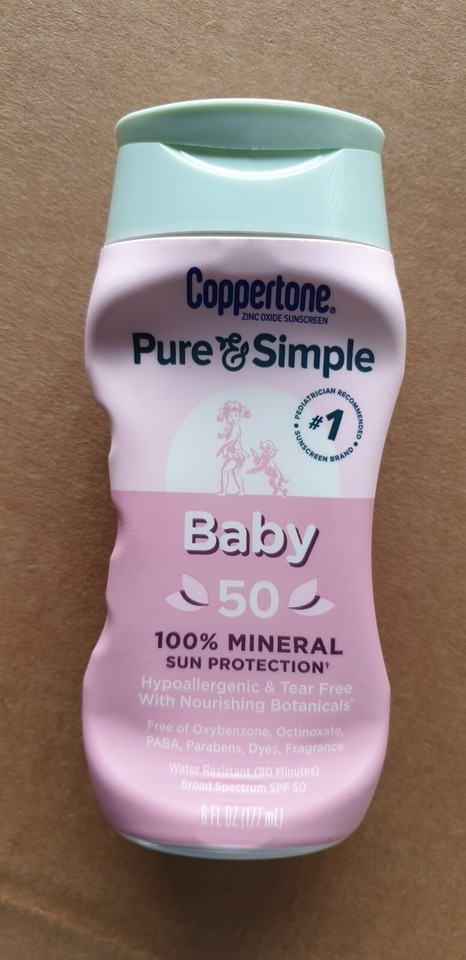 Coppertone®
ZINC OXIDE SUNSCREEN
Pure & Simple
PEDIATRICIAN RECOMMENDED
#1
SUNSCREEN BRAND
Baby
50
100% MINERAL
SUN PROTECTION†
Hypoallergenic & Tear Free
With Nourishing Botanicals*
Free of Oxybenzone, Octinoxate,
PABA, Parabens, Dyes, Fragrance
Water Resistant (80 Minutes)
Broad Spectrum SPF 50
6 FL OZ (177 mL)